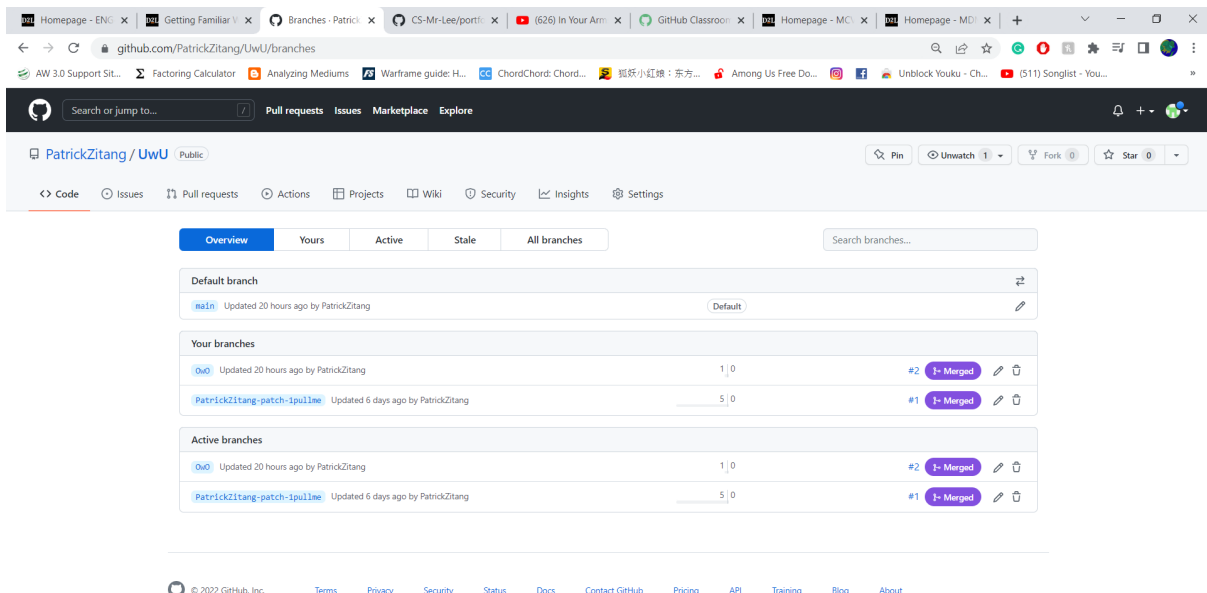 Homepage - ENG
Getting Familiar V
Branches · Patrick
CS-Mr-Lee/portfo
(626) In Your Arm
GitHub Classroom
Homepage - MCV
Homepage - MDI
github.com/PatrickZitang/UwU/branches
AW 3.0 Support Sit...
Factoring Calculator
Analyzing Mediums
Warframe guide: H...
ChordChord: Chord...
狐妖小紅娘：东方...
Among Us Free Do...
Unblock Youku - Ch...
(511) Songlist - You...
»
Search or jump to...
/
Pull requests Issues Marketplace Explore
PatrickZitang / UwU Public
Pin
Unwatch 1
Fork 0
Star 0
<> Code
Issues
Pull requests
Actions
Projects
Wiki
Security
Insights
Settings
Overview Yours Active Stale All branches
Search branches...
Default branch
main Updated 20 hours ago by PatrickZitang Default
Your branches
OwO Updated 20 hours ago by PatrickZitang 1 | 0 #2 Merged
PatrickZitang-patch-1pullme Updated 6 days ago by PatrickZitang 5 | 0 #1 Merged
Active branches
OwO Updated 20 hours ago by PatrickZitang 1 | 0 #2 Merged
PatrickZitang-patch-1pullme Updated 6 days ago by PatrickZitang 5 | 0 #1 Merged
© 2022 GitHub, Inc. Terms Privacy Security Status Docs Contact GitHub Pricing API Training Blog About